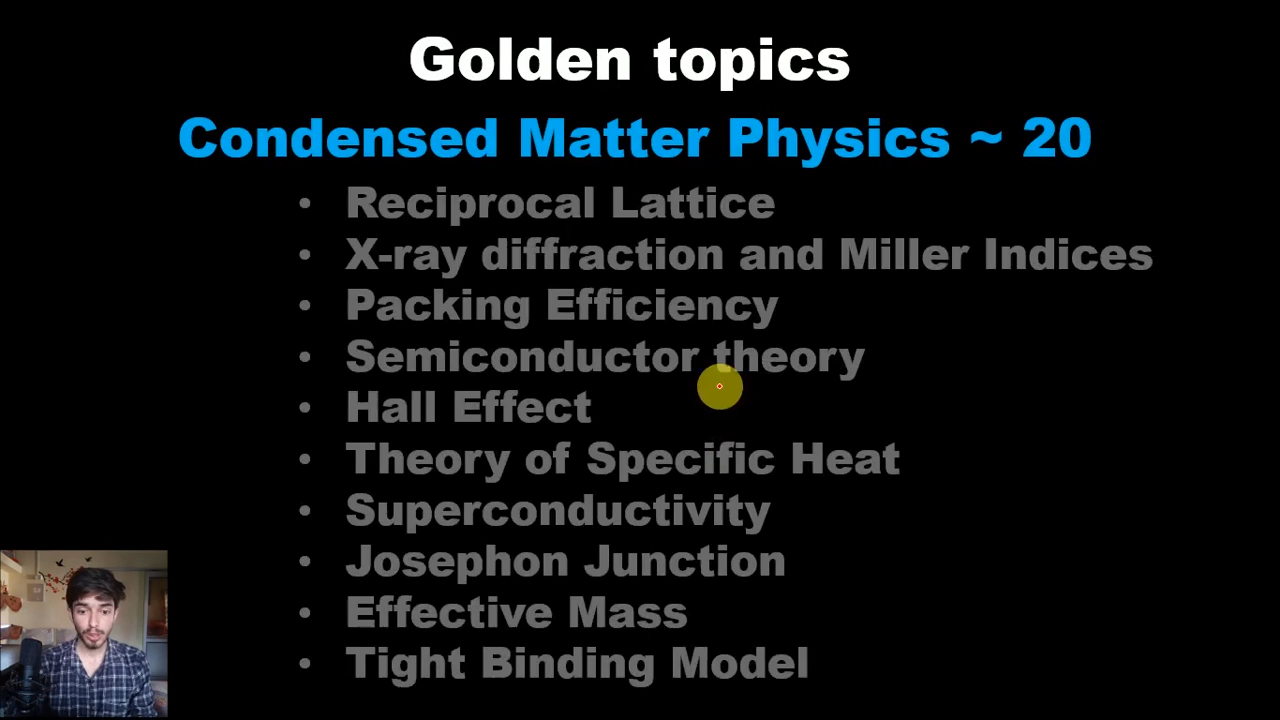 Golden topics
Condensed Matter Physics ~ 20
• Reciprocal Lattice
• X-ray diffraction and Miller Indices
• Packing Efficiency
• Semiconductor theory
• Hall Effect
• Theory of Specific Heat
• Superconductivity
• Josephon Junction
• Effective Mass
• Tight Binding Model